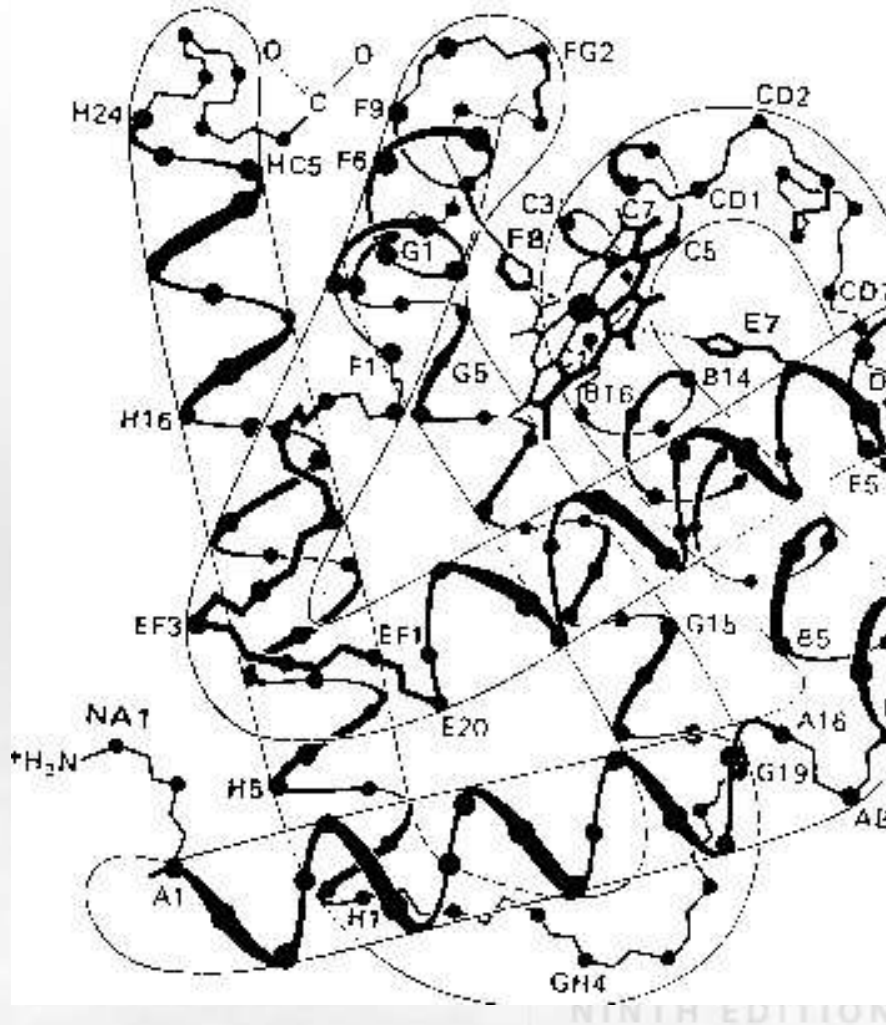 O
O
C
FG2
H24
F9
CD2
HC5
F6
CD1
C3
C7
F8
C5
G1
E7
F1
G5
B14
B16
H16
E5
EF3
EF1
G15
B5
NA1
E20
A16
⁺H₂N
H5
G19
A1
H1
GH4
NINTH EDITION